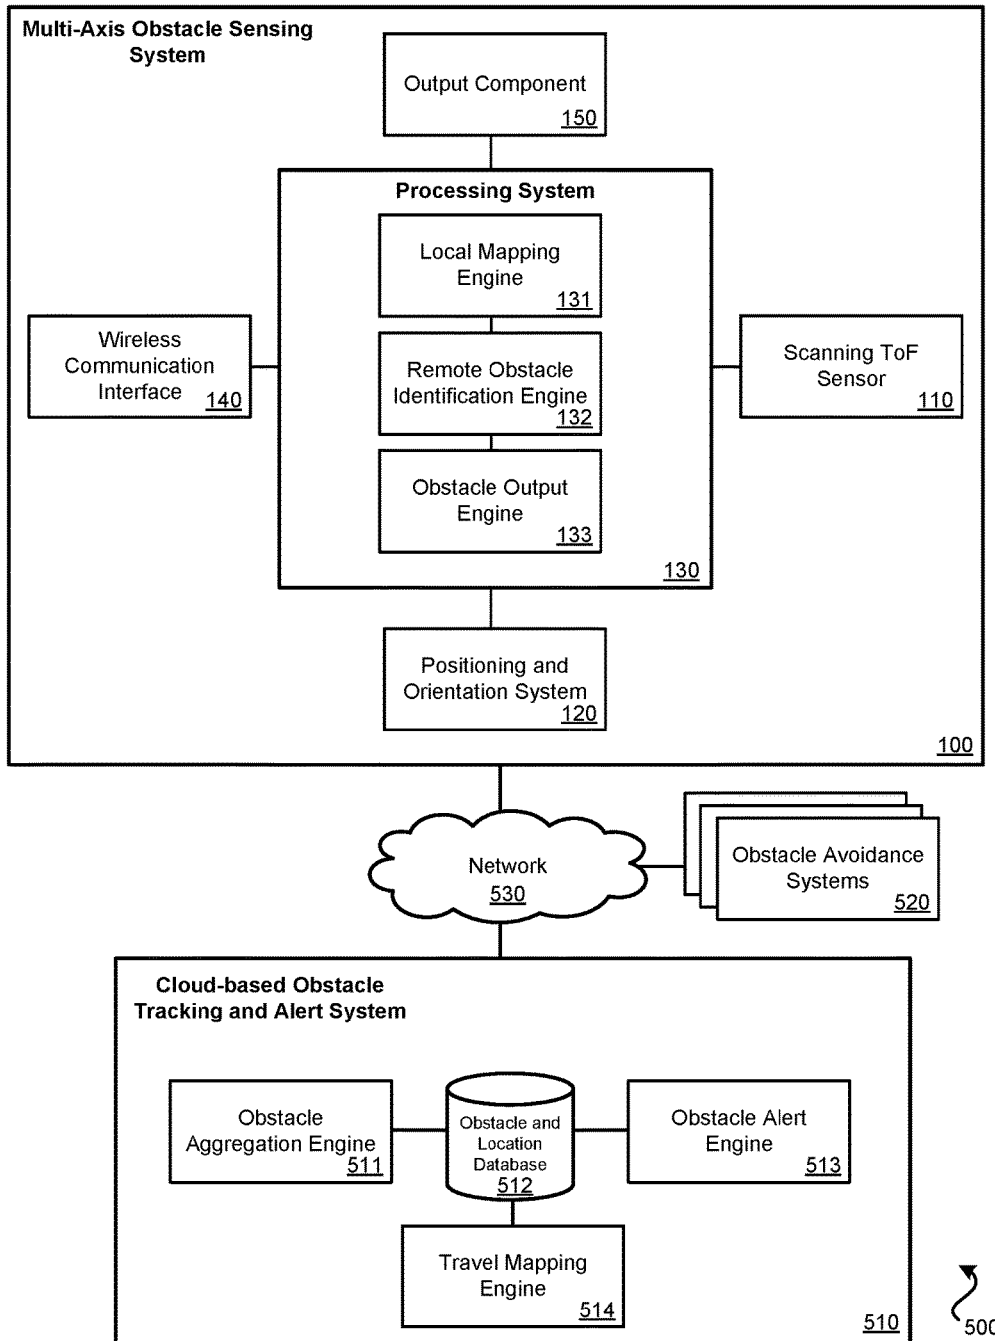 Multi-Axis Obstacle Sensing
System
Output Component
150
Processing System
Local Mapping
Engine
131
Wireless
Communication
Interface
140
Remote Obstacle
Identification Engine
132
Scanning ToF
Sensor
110
Obstacle Output
Engine
133
130
Positioning and
Orientation System
120
100
Network
530
Obstacle Avoidance
Systems
520
Cloud-based Obstacle
Tracking and Alert System
Obstacle
Aggregation Engine
511
Obstacle and
Location
Database
512
Obstacle Alert
Engine
513
Travel Mapping
Engine
514
510
500